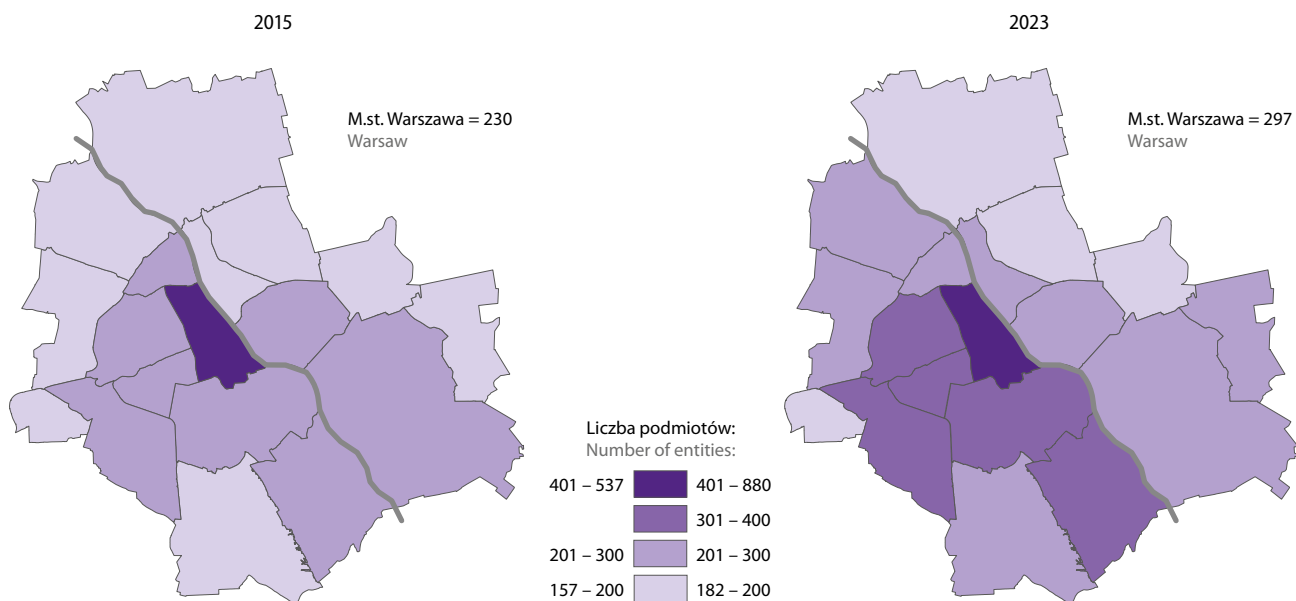 2015
M.st. Warszawa = 230
Warsaw
2023
M.st. Warszawa = 297
Warsaw
Liczba podmiotów:
Number of entities:
401 – 537 401 – 880
301 – 400
201 – 300 201 – 300
157 – 200 182 – 200